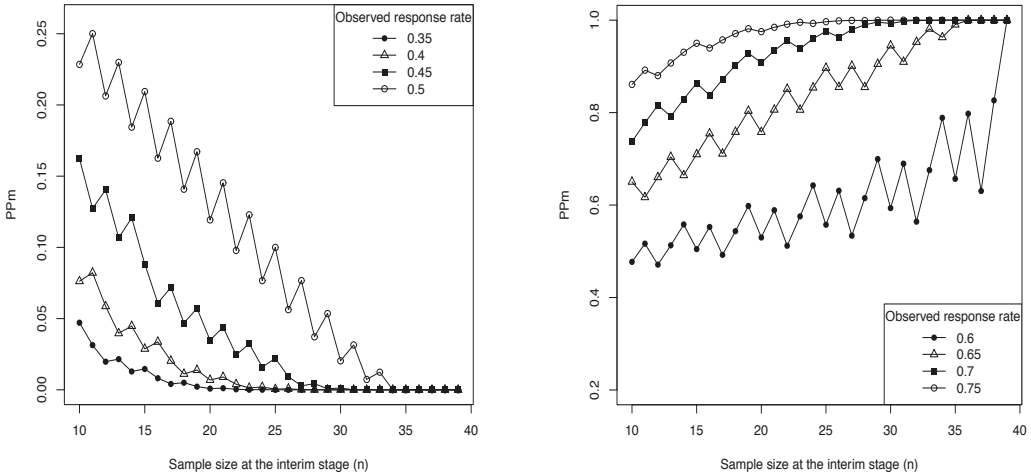 Observed response rate
0.35
0.4
0.45
0.5
PPm
0.25
0.20
0.15
0.10
0.05
0.00
10 15 20 25 30 35 40
Sample size at the interim stage (n)
PPm
1.0
0.8
0.6
0.4
0.2
Observed response rate
0.6
0.65
0.7
0.75
10 15 20 25 30 35 40
Sample size at the interim stage (n)